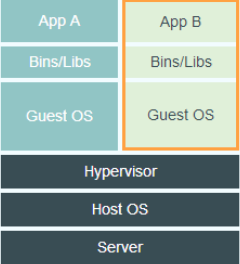 App A
App B
Bins/Libs
Bins/Libs
Guest OS
Guest OS
Hypervisor
Host OS
Server